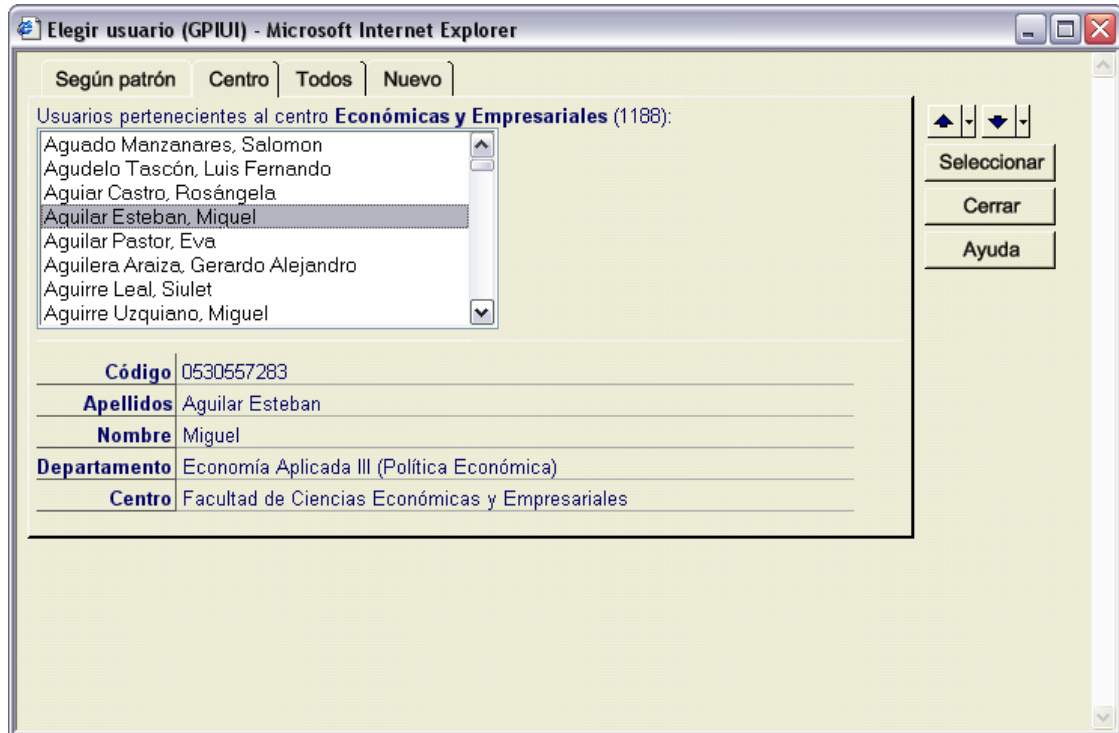 Elegir usuario (GPIUI) - Microsoft Internet Explorer
Según patrón Centro Todos Nuevo
Usuarios pertenecientes al centro Económicas y Empresariales (1188):
Aguado Manzanares, Salomon
Agudelo Tascón, Luis Fernando
Aguiar Castro, Rosángela
Aguilar Esteban, Miguel
Aguilar Pastor, Eva
Aguilera Araiza, Gerardo Alejandro
Aguirre Leal, Siulet
Aguirre Uzquiano, Miguel
Seleccionar
Cerrar
Ayuda
Código 0530557283
Apellidos Aguilar Esteban
Nombre Miguel
Departamento Economía Aplicada III (Política Económica)
Centro Facultad de Ciencias Económicas y Empresariales